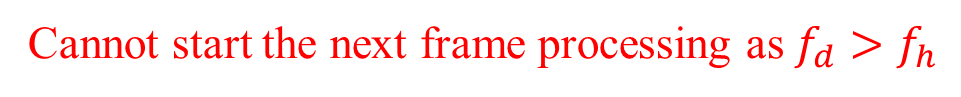 Cannot start the next frame processing as $f_d > f_h$